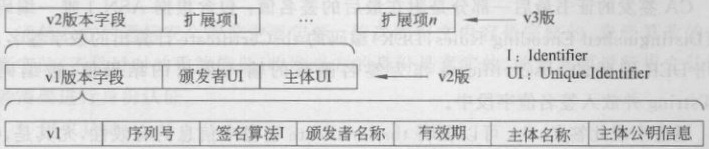 v2版本字段 扩展项1 … 扩展项n v3版
v1版本字段 颁发者UI 主体UI v2版
I：Identifier
UI：Unique Identifier
v1 序列号 签名算法I 颁发者名称 有效期 主体名称 主体公钥信息